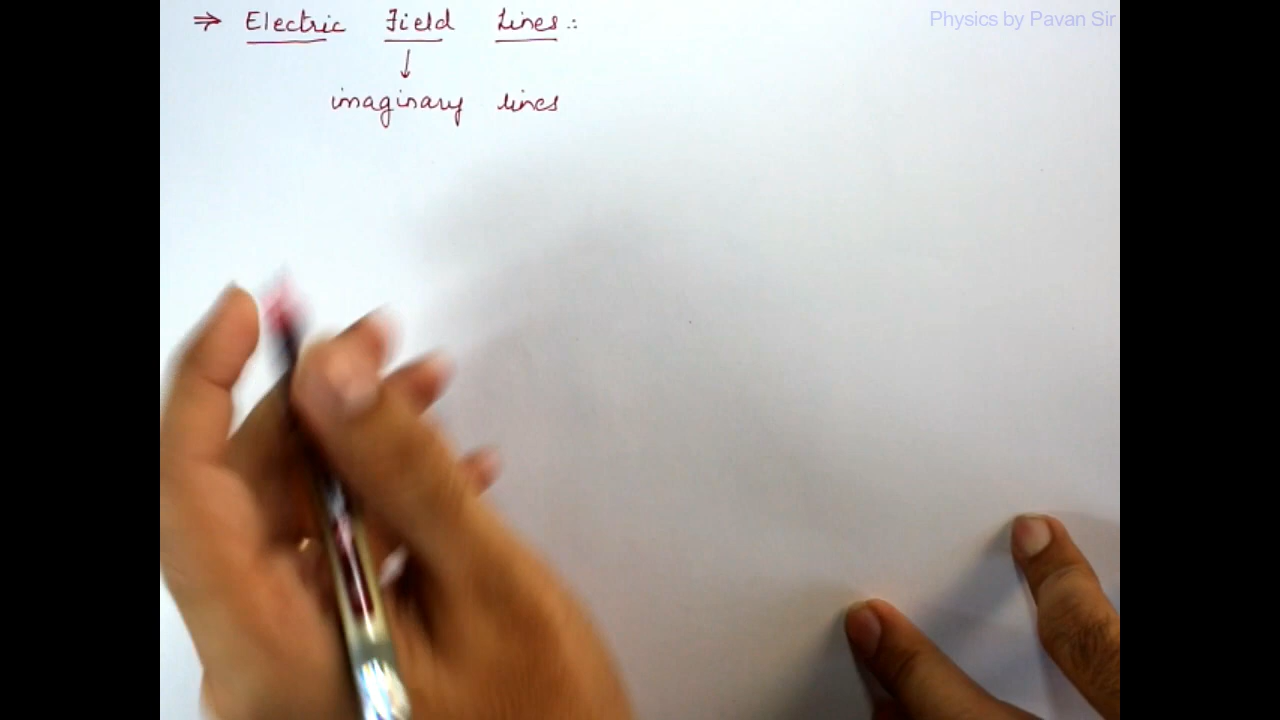 ⇒ Electric Field Lines :-
Physics by Pavan Sir
↓
imaginary lines